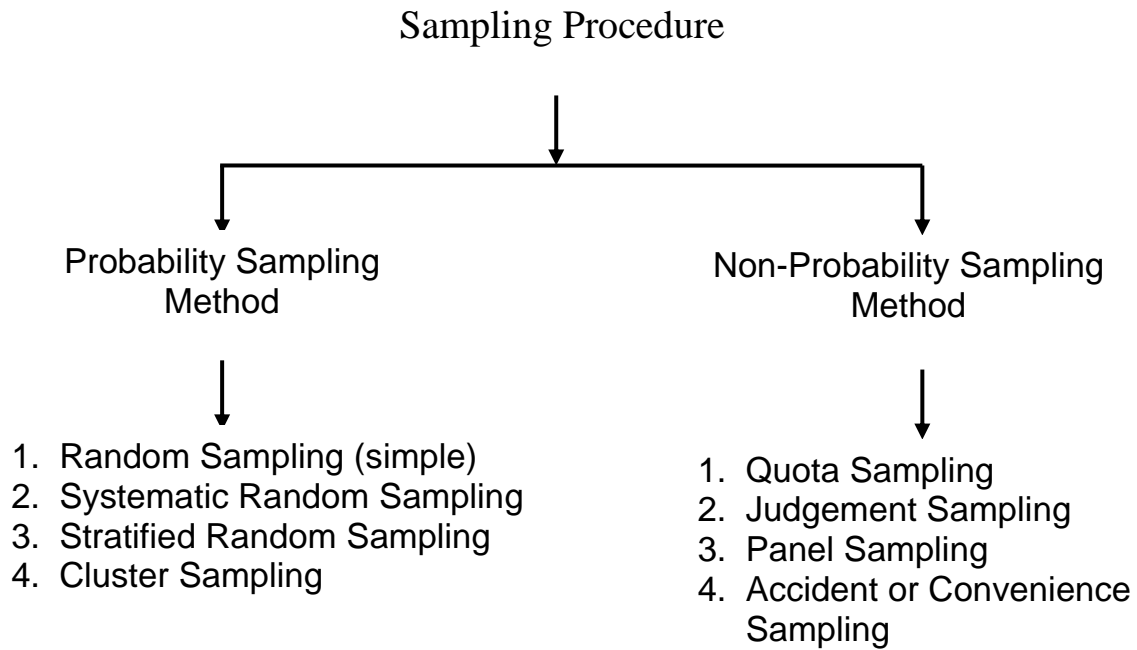 Sampling Procedure
Probability Sampling
Method
Non-Probability Sampling
Method
1. Random Sampling (simple)
2. Systematic Random Sampling
3. Stratified Random Sampling
4. Cluster Sampling
1. Quota Sampling
2. Judgement Sampling
3. Panel Sampling
4. Accident or Convenience
Sampling